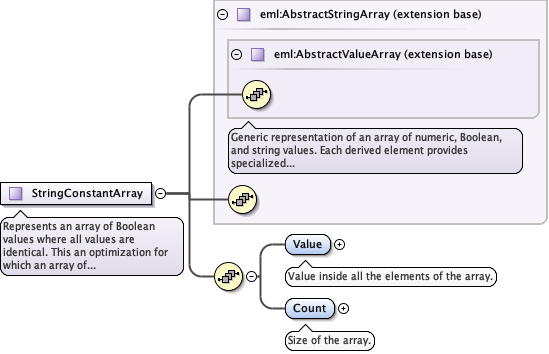 eml:AbstractStringArray (extension base)
eml:AbstractValueArray (extension base)
Generic representation of an array of numeric, Boolean,
and string values. Each derived element provides
specialized...
StringConstantArray
Represents an array of Boolean
values where all values are
identical. This an optimization for
which an array of...
Value
Value inside all the elements of the array.
Count
Size of the array.